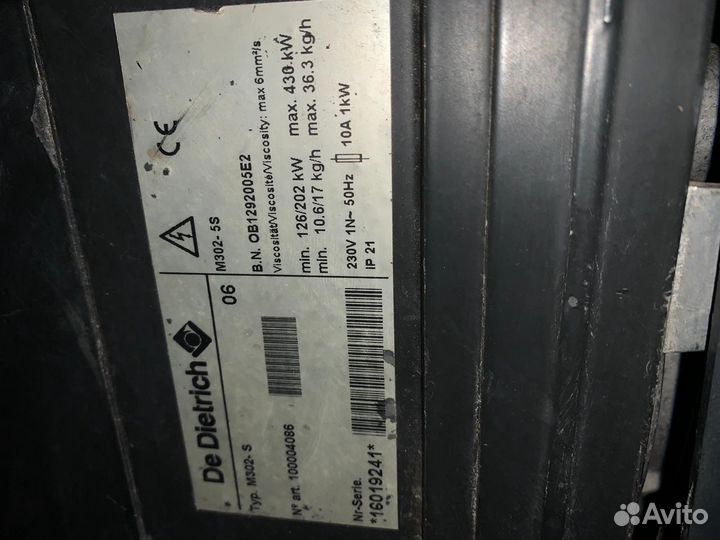 De Dietrich
06
Typ. M302- S
N° art. 100004086
Nr-Serie.
*16019241*
CE
M302- 5S
B.N. OB1292005E2
Viscosität/Viscosité/Viscosity: max 6mm²/s
min. 126/202 kW max. 430 kW
min. 10.6/17 kg/h max. 36.3 kg/h
230V 1N~ 50Hz 10A 1kW
IP 21
Avito